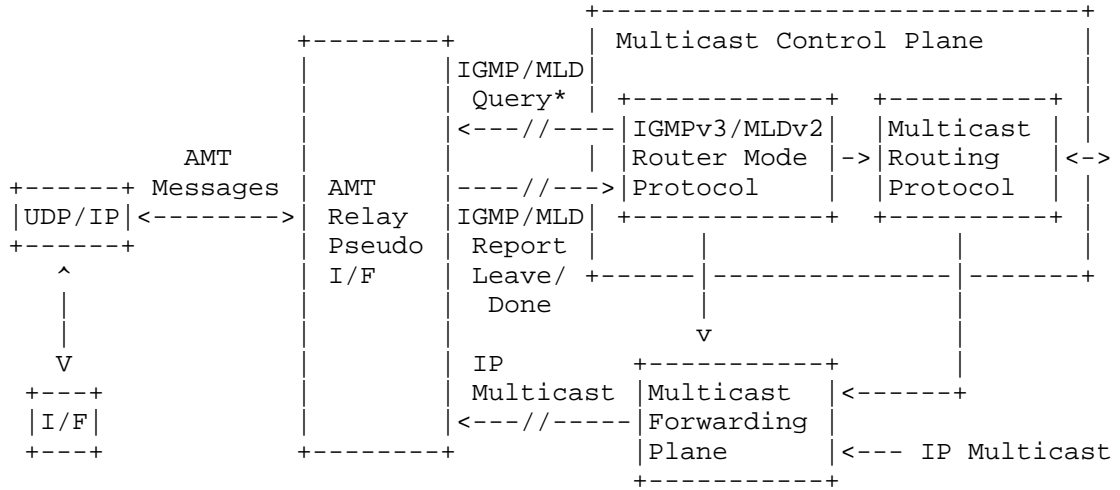 Multicast Control Plane
IGMP/MLD
Query*
IGMPv3/MLDv2 Multicast
AMT Router Mode -> Routing <->
Messages AMT ----//---> Protocol Protocol
UDP/IP <--------> Relay IGMP/MLD
Pseudo Report
I/F Leave/
Done
v
V IP
Multicast Multicast <------+
I/F <---//----- Forwarding
Plane <--- IP Multicast